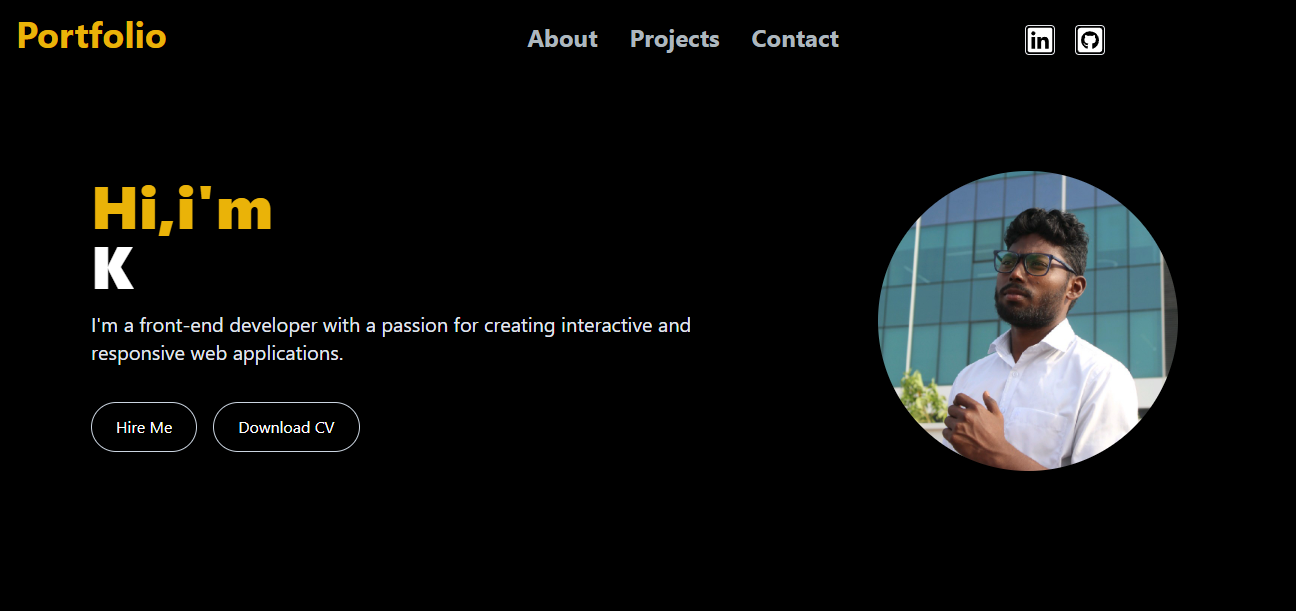 Portfolio
About Projects Contact
in
Hi,i'm
K
I'm a front-end developer with a passion for creating interactive and
responsive web applications.
Hire Me
Download CV